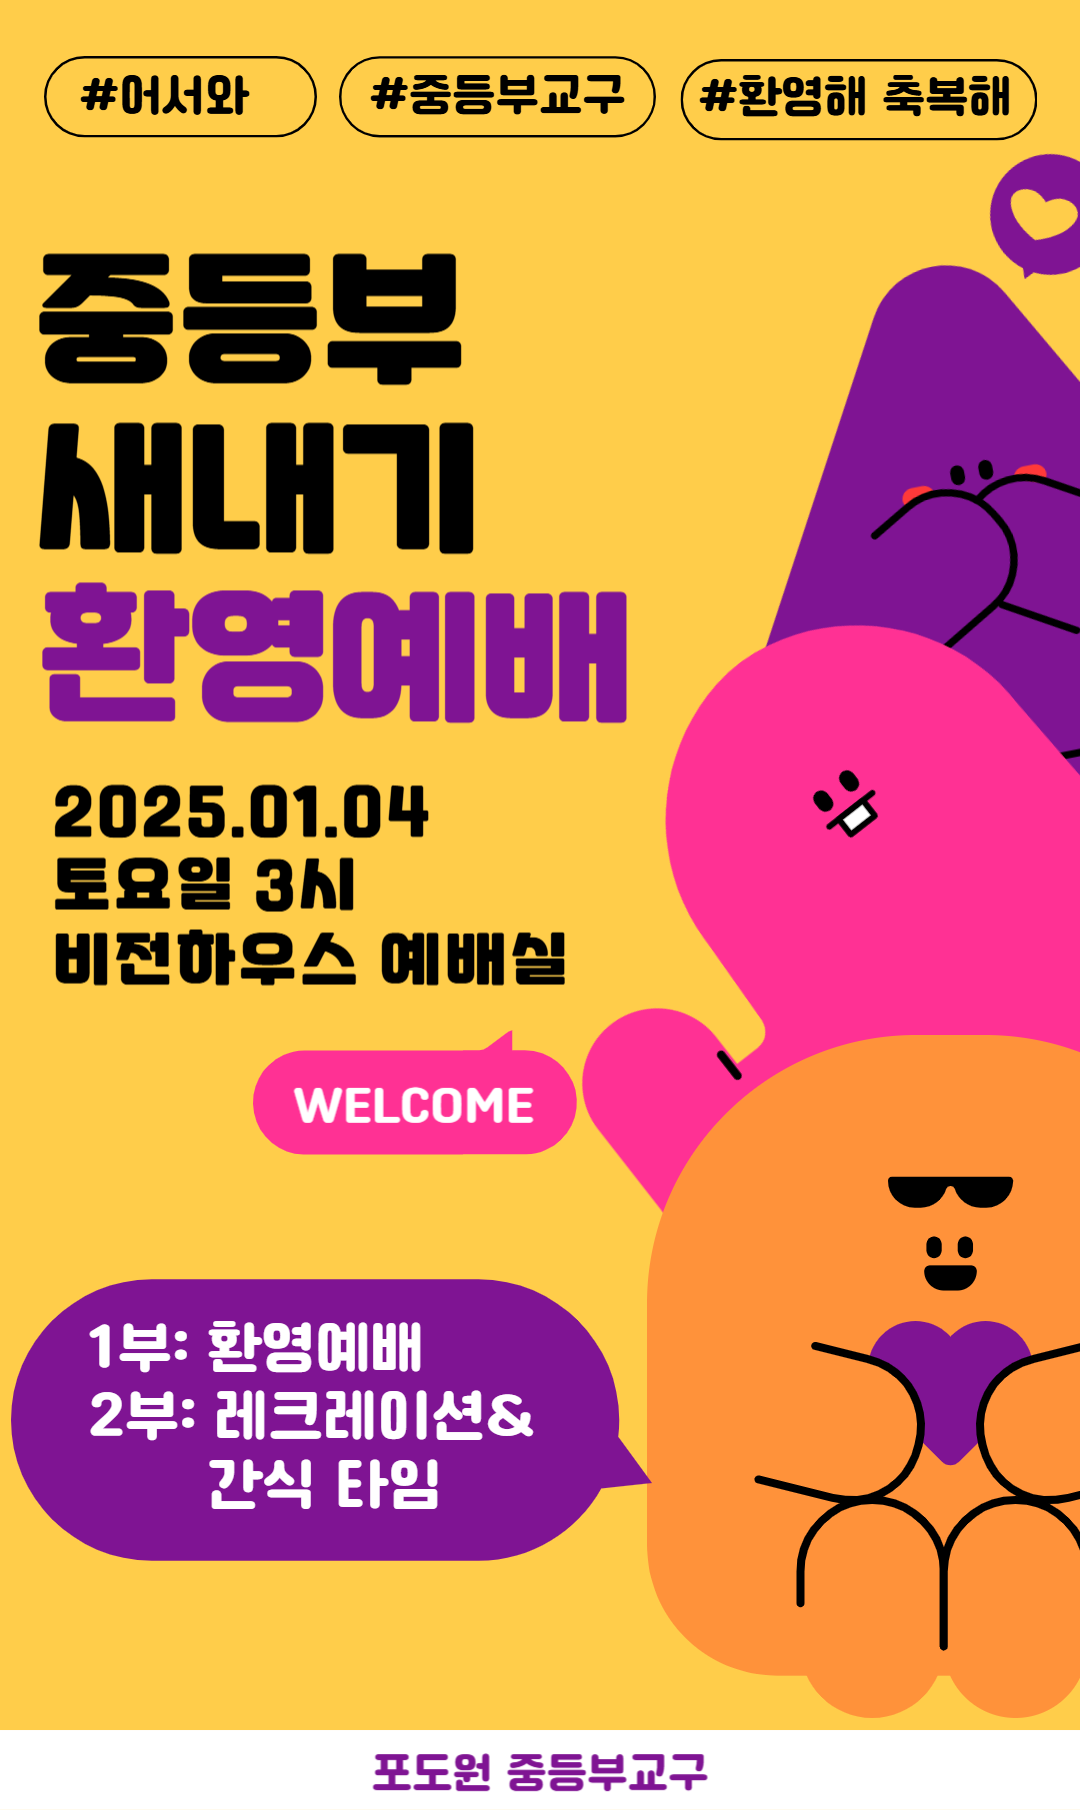 #어서와 #중등부교구 #환영해 축복해
중등부
새내기
환영예배
2025.01.04
토요일 3시
비전하우스 예배실
WELCOME
1부: 환영예배
2부: 레크레이션&
간식 타임
포도원 중등부교구